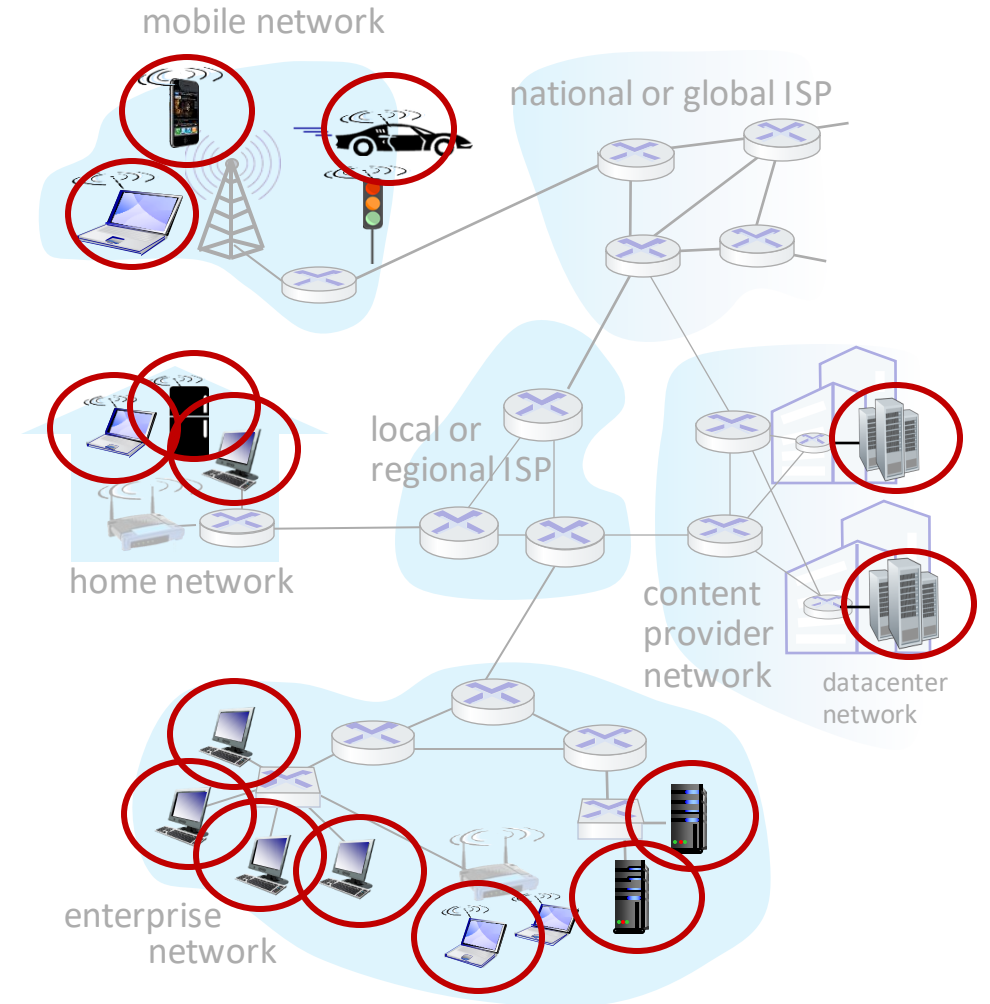 mobile network
national or global ISP
local or
regional ISP
home network
content
provider
network
datacenter
network
enterprise
network